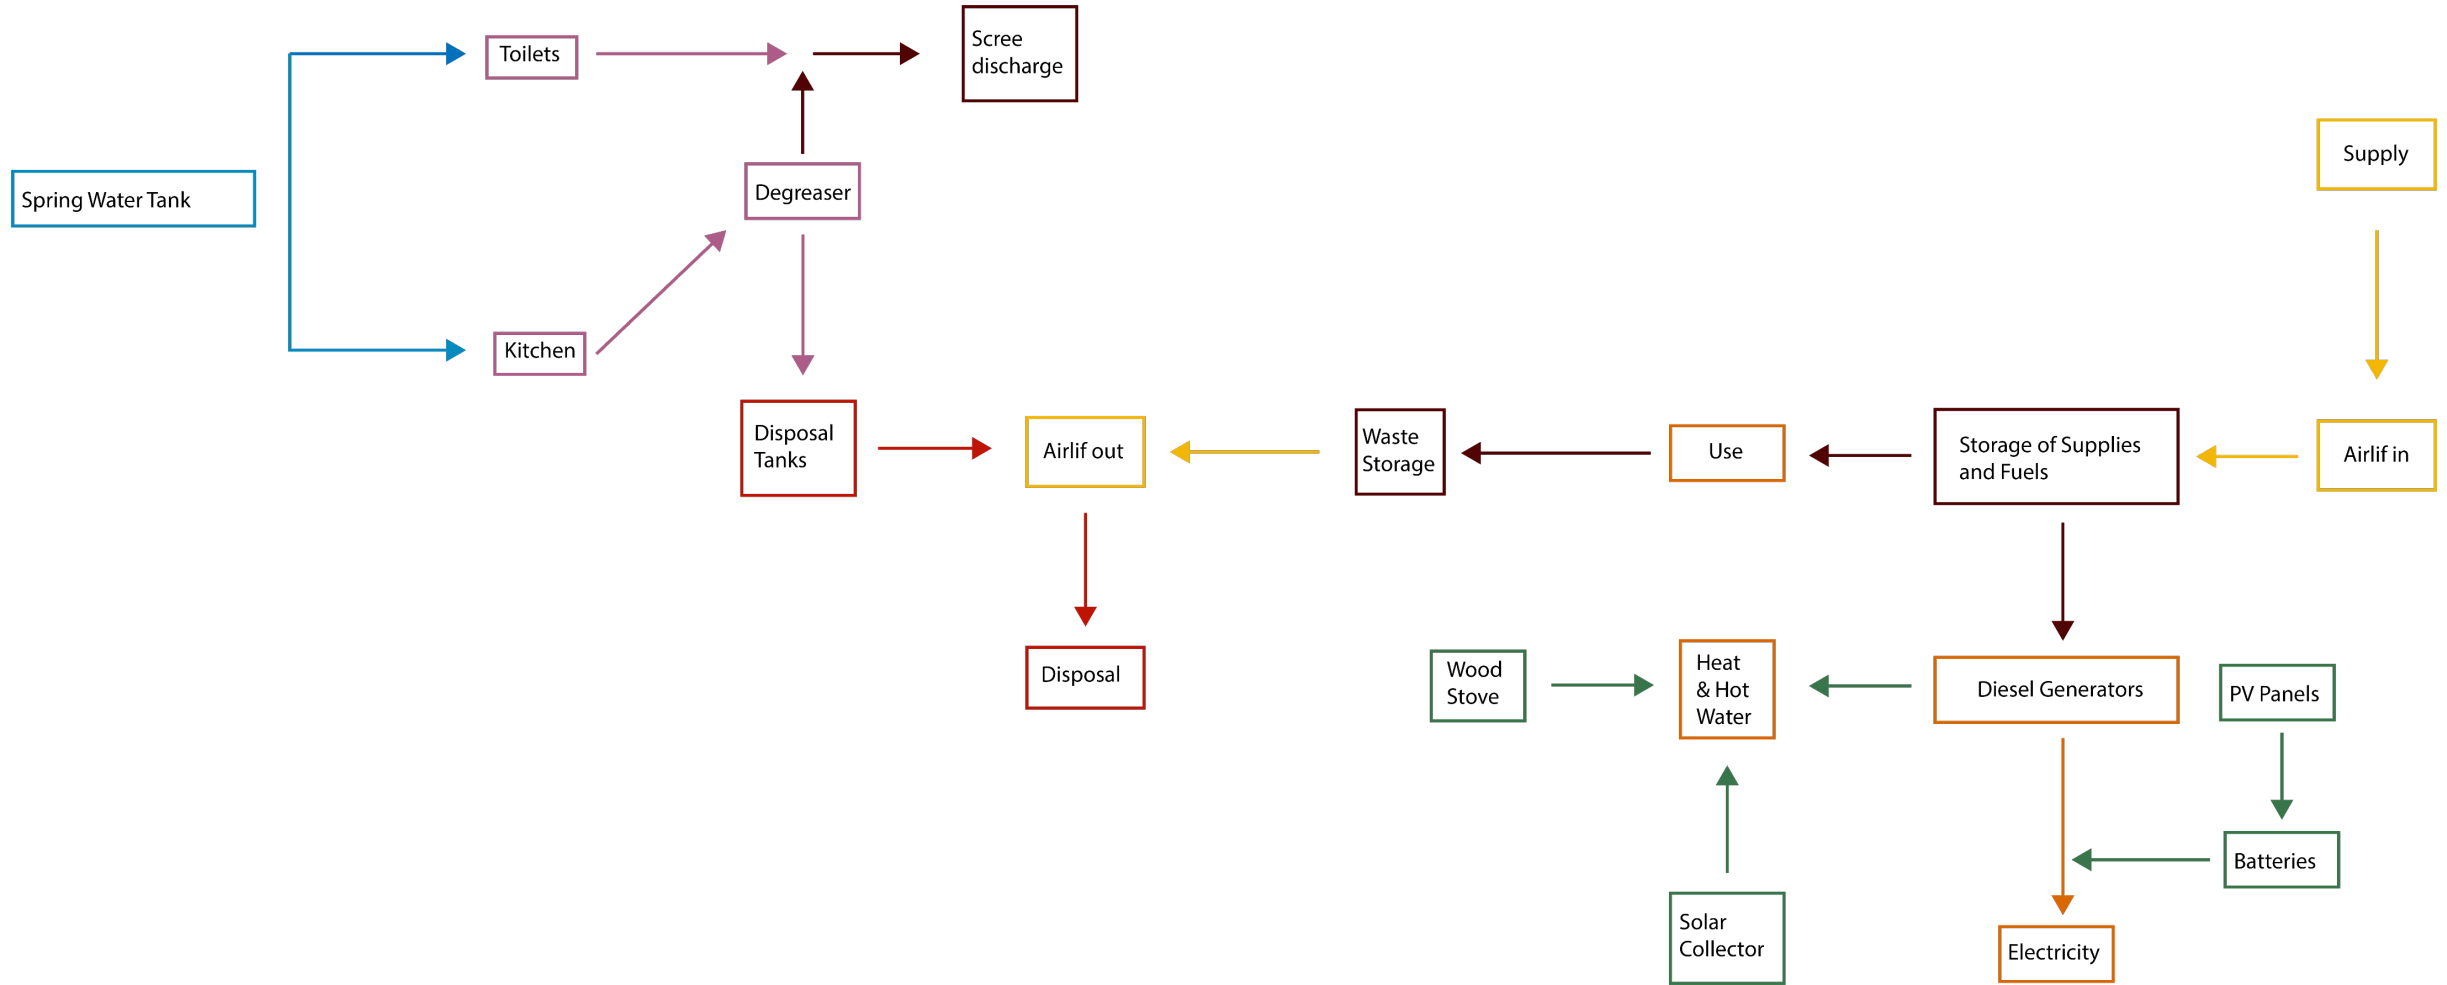 Toilets
Scree
discharge
Supply
Spring Water Tank
Degreaser
Kitchen
Disposal
Tanks
Airlif out
Waste
Storage
Use
Storage of Supplies
and Fuels
Airlif in
Disposal
Wood
Stove
Heat
& Hot
Water
Diesel Generators
PV Panels
Batteries
Solar
Collector
Electricity